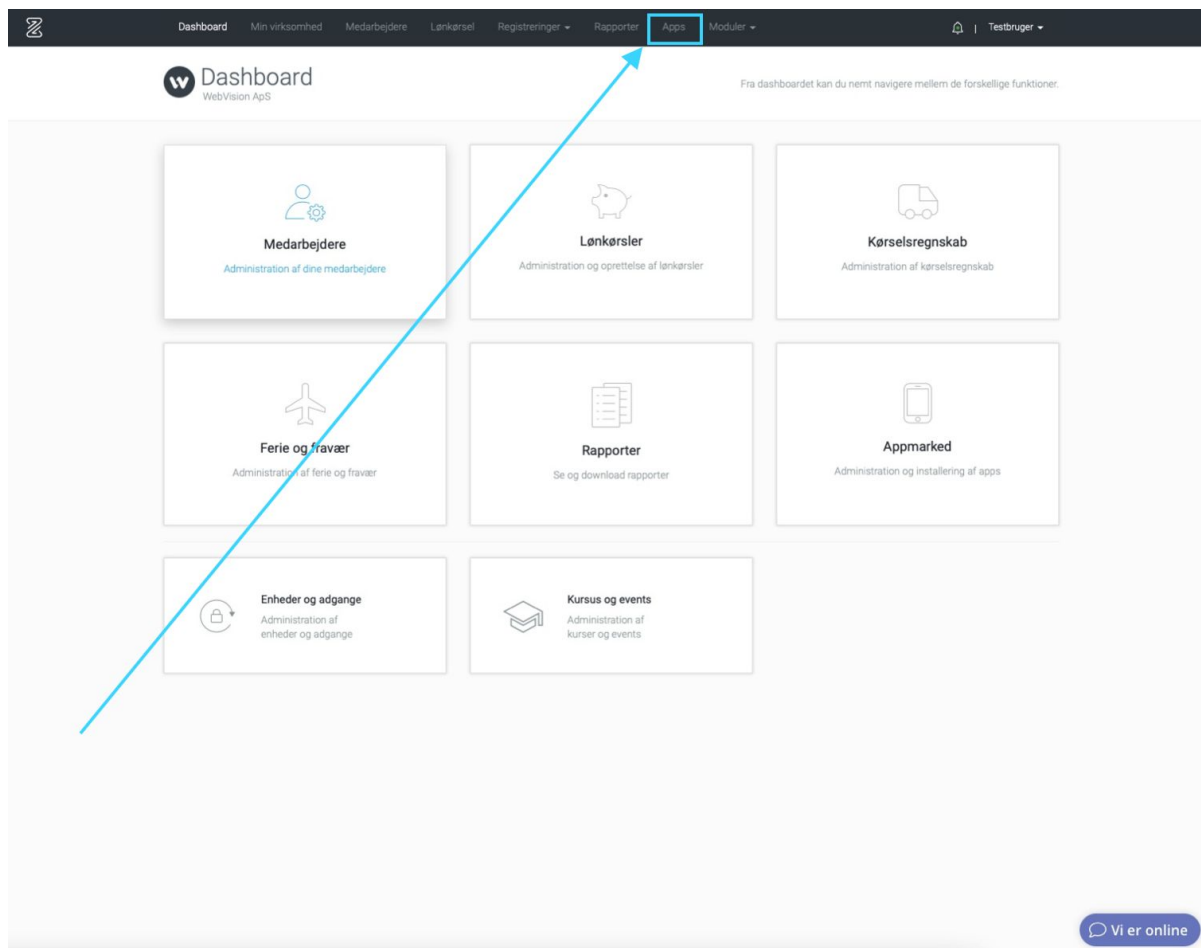 Dashboard Min virksomhed Medarbejdere Lønkørsel Registreringer Rapporter Apps Moduler | Testbruger
W Dashboard
WebVision ApS
Fra dashboardet kan du nemt navigere mellem de forskellige funktioner.
Medarbejdere
Administration af dine medarbejdere
Lønkørsler
Administration og oprettelse af lønkørsler
Kørselsregnskab
Administration af kørselsregnskab
Ferie og fravær
Administration af ferie og fravær
Rapporter
Se og download rapporter
Appmarked
Administration og installering af apps
Enheder og adgange
Administration af
enheder og adgange
Kursus og events
Administration af
kurser og events
Vi er online